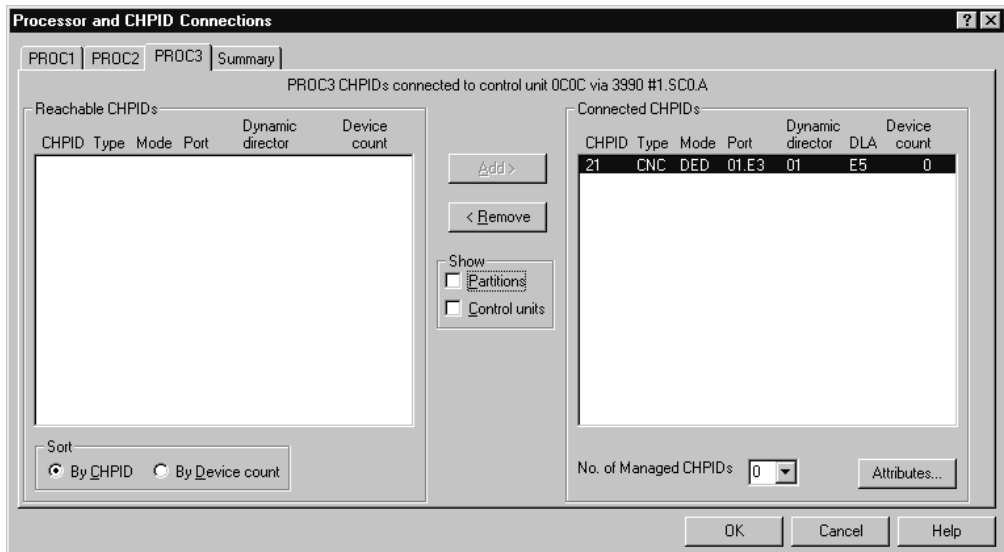 Processor and CHPID Connections
PROC1 PROC2 PROC3 Summary
PROC3 CHPIDs connected to control unit 0C0C via 3990 #1.SC0.A
Reachable CHPIDs
CHPID Type Mode Port Dynamic director Device count
Add >
< Remove
Show
Partitions
Control units
Sort
By CHPID By Device count
Connected CHPIDs
CHPID Type Mode Port Dynamic director DLA Device count
21 CNC DED 01.E3 01 E5 0
No. of Managed CHPIDs 0
Attributes...
OK Cancel Help